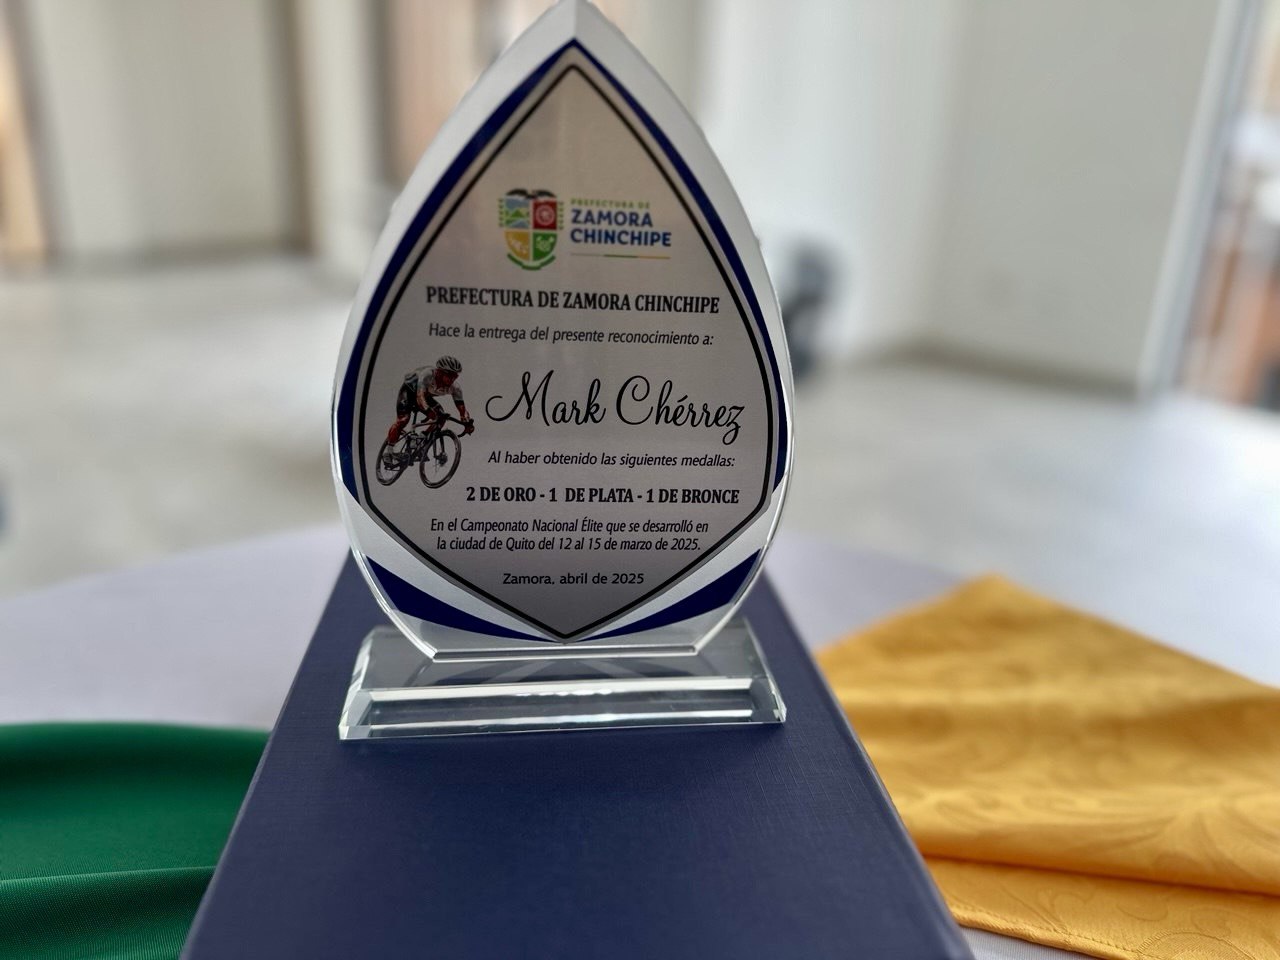 PREFECTURA DE
ZAMORA
CHINCHIPE
PREFECTURA DE ZAMORA CHINCHIPE
Hace la entrega del presente reconocimiento a:
Mark Chérrez
Al haber obtenido las siguientes medallas:
2 DE ORO - 1 DE PLATA - 1 DE BRONCE
En el Campeonato Nacional Élite que se desarrolló en
la ciudad de Quito del 12 al 15 de marzo de 2025.
Zamora, abril de 2025